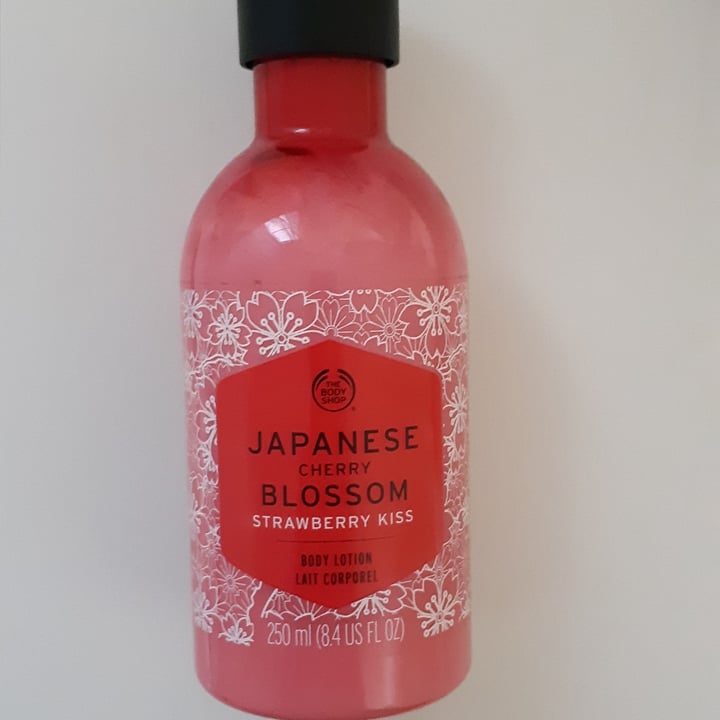 THE
BODY
SHOP
JAPANESE
CHERRY
BLOSSOM
STRAWBERRY KISS
BODY LOTION
LAIT CORPOREL
250 ml (8.4 US FL OZ)